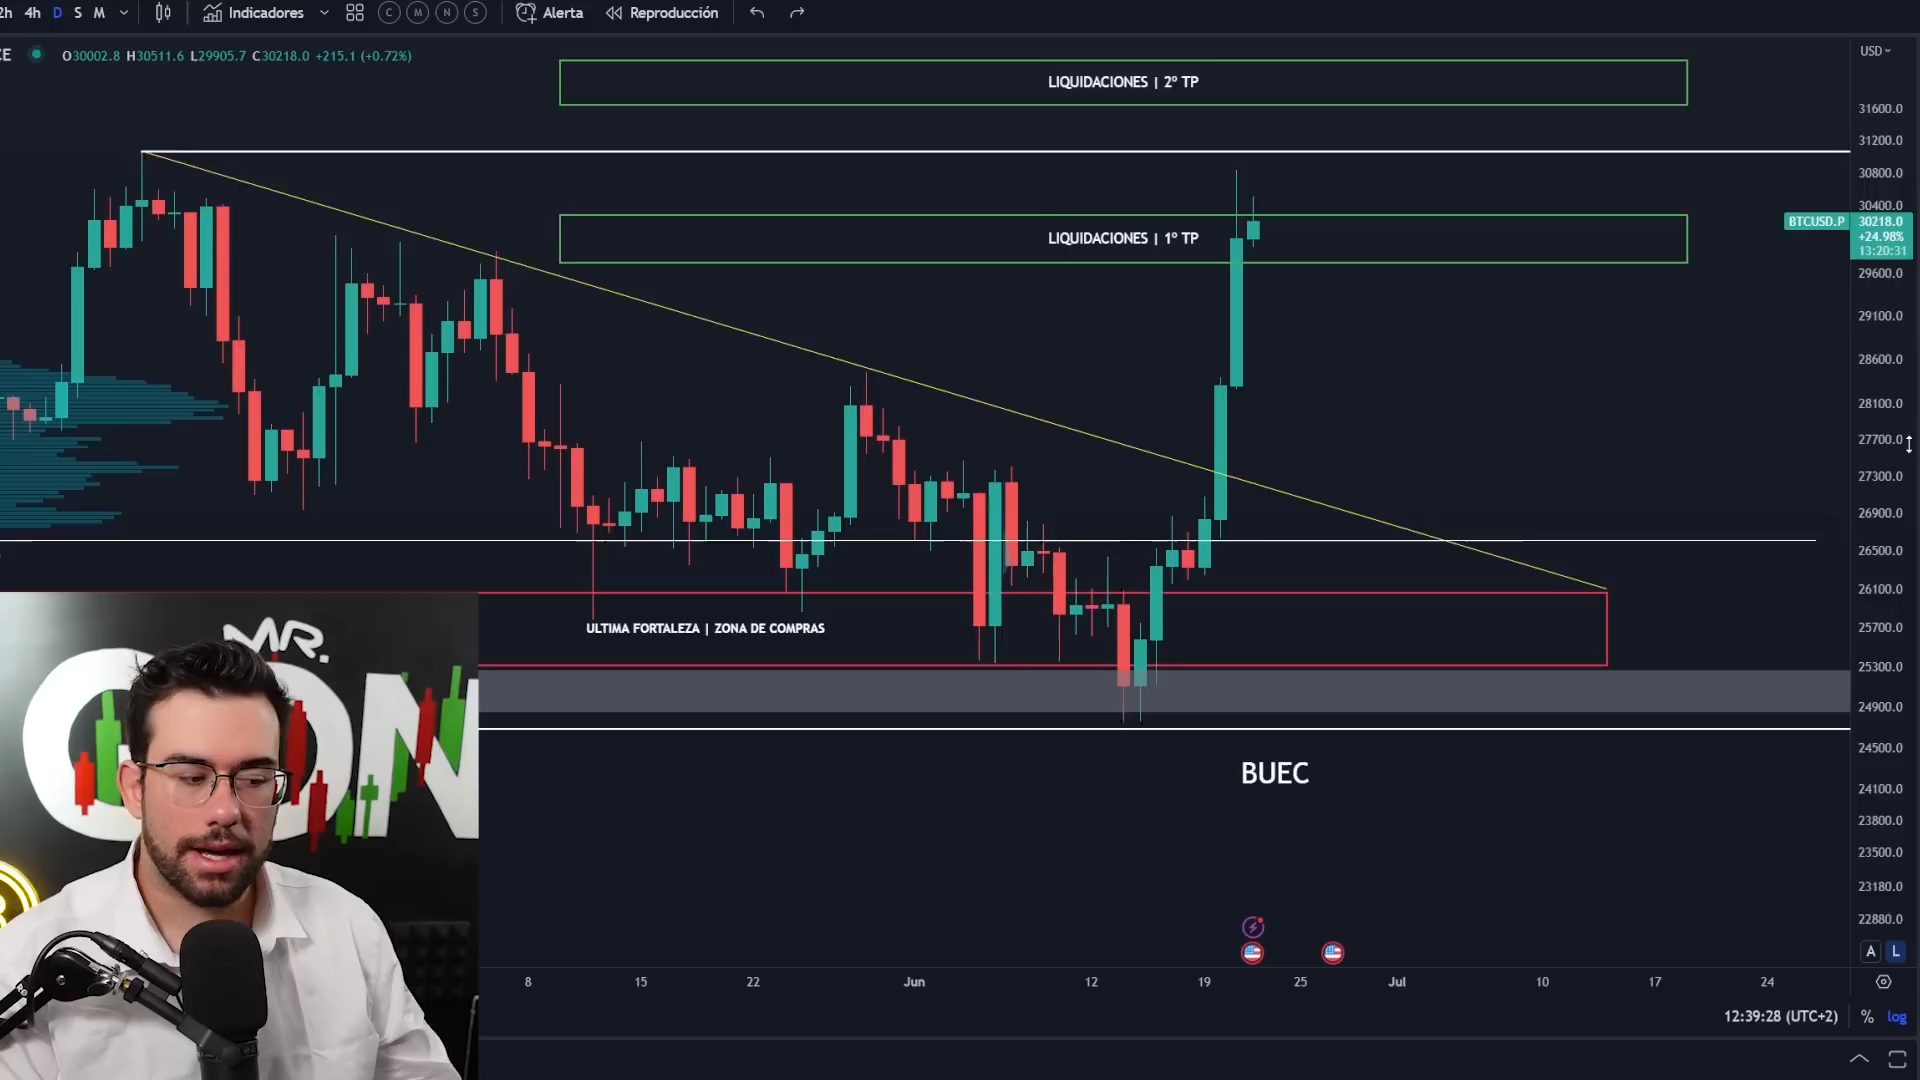 2h 4h D S M Indicadores C M N S Alerta Reproducción
CE O30002.8 H30511.6 L29905.7 C30218.0 +215.1 (+0.72%)
USD
LIQUIDACIONES | 2º TP
31600.0
31200.0
30800.0
30400.0
BTCUSD.P 30218.0
+24.98%
13:20:31
LIQUIDACIONES | 1º TP
29600.0
29100.0
28600.0
28100.0
27700.0
27300.0
26900.0
26500.0
26100.0
ULTIMA FORTALEZA | ZONA DE COMPRAS
25700.0
25300.0
24900.0
24500.0
BUEC
24100.0
23800.0
23500.0
23180.0
22880.0
MR.
CON
A L
8 15 22 Jun 12 19 25 Jul 10 17 24
12:39:28 (UTC+2) % log